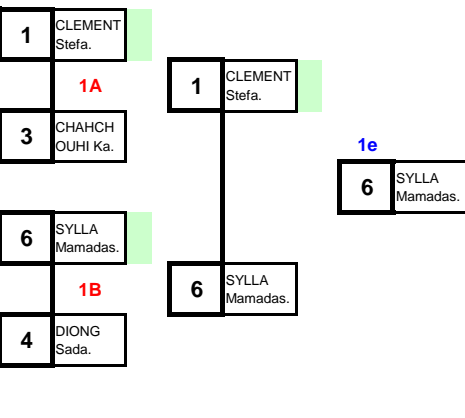 1
CLEMENT
Stefa.
1A
3
CHAHCH
OUHI Ka.
6
SYLLA
Mamadas.
1B
4
DIONG
Sada.
1
CLEMENT
Stefa.
6
SYLLA
Mamadas.
1e
6
SYLLA
Mamadas.